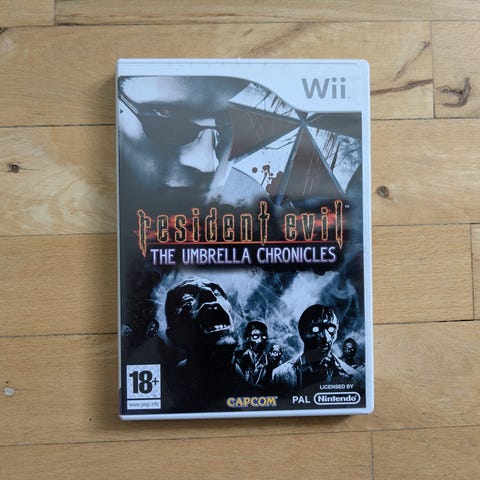 Wii
resident evil
THE UMBRELLA CHRONICLES
18+
www.pegi.info
CAPCOM
PAL
LICENSED BY
Nintendo